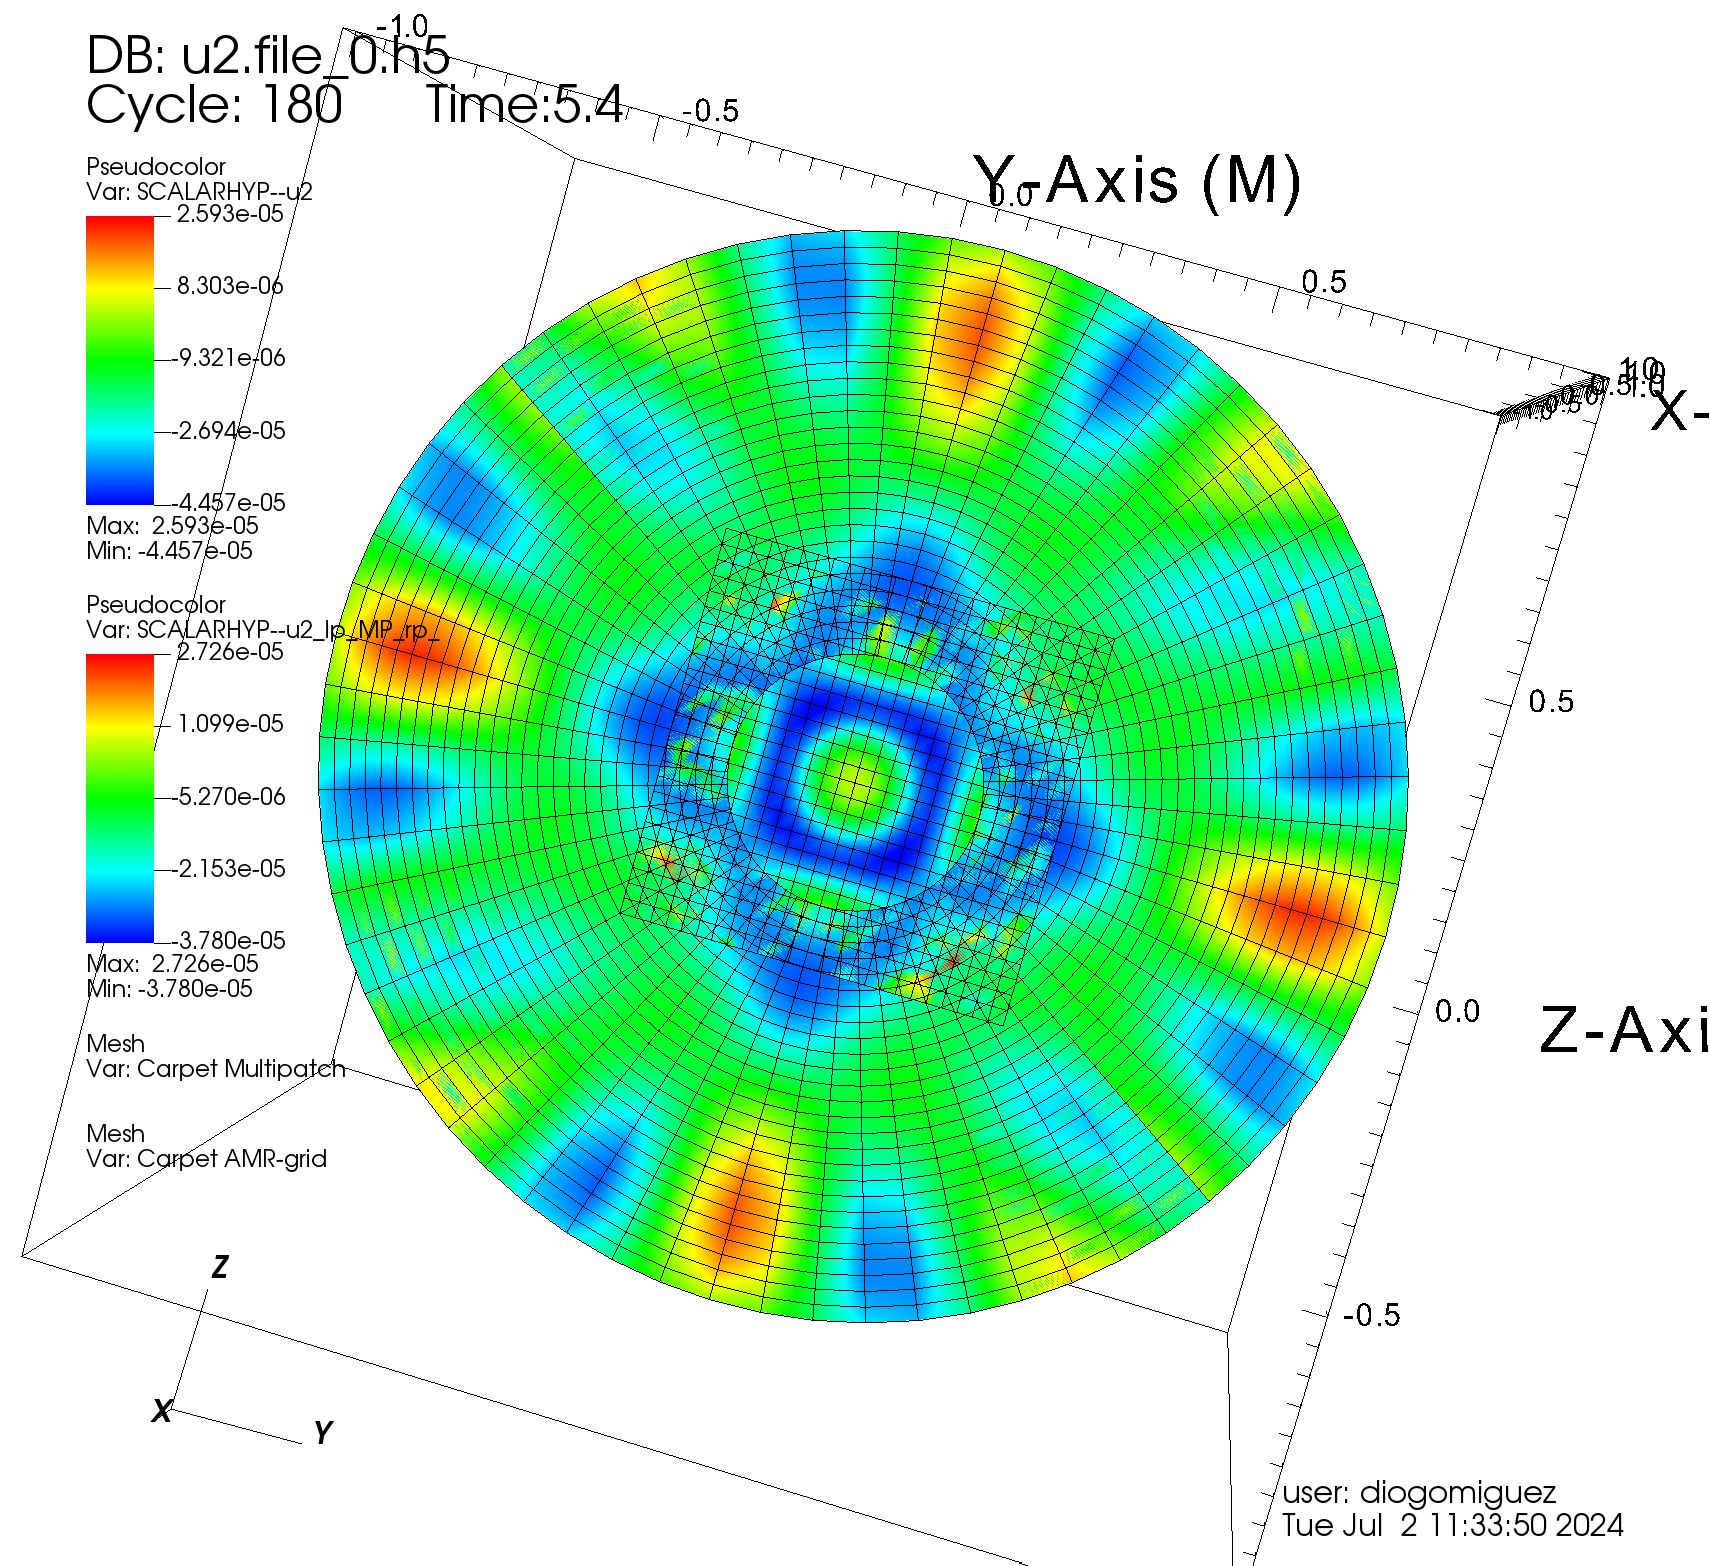 DB: u2.file_0.h5
Cycle: 180 Time:5.4
Pseudocolor
Var: SCALARHYP--u2
2.593e-05
8.303e-06
-9.321e-06
-2.694e-05
-4.457e-05
Max: 2.593e-05
Min: -4.457e-05
Pseudocolor
Var: SCALARHYP--u2_lp_MP_rp_
2.726e-05
1.099e-05
-5.270e-06
-2.153e-05
-3.780e-05
Max: 2.726e-05
Min: -3.780e-05
Mesh
Var: Carpet Multipatch
Mesh
Var: Carpet AMR-grid
-1.0
-0.5
Y-Axis (M)
0.0
0.5
1.0
X-
0.5
0.0
Z-Axi
-0.5
Z
X
Y
user: diogomiguez
Tue Jul 2 11:33:50 2024